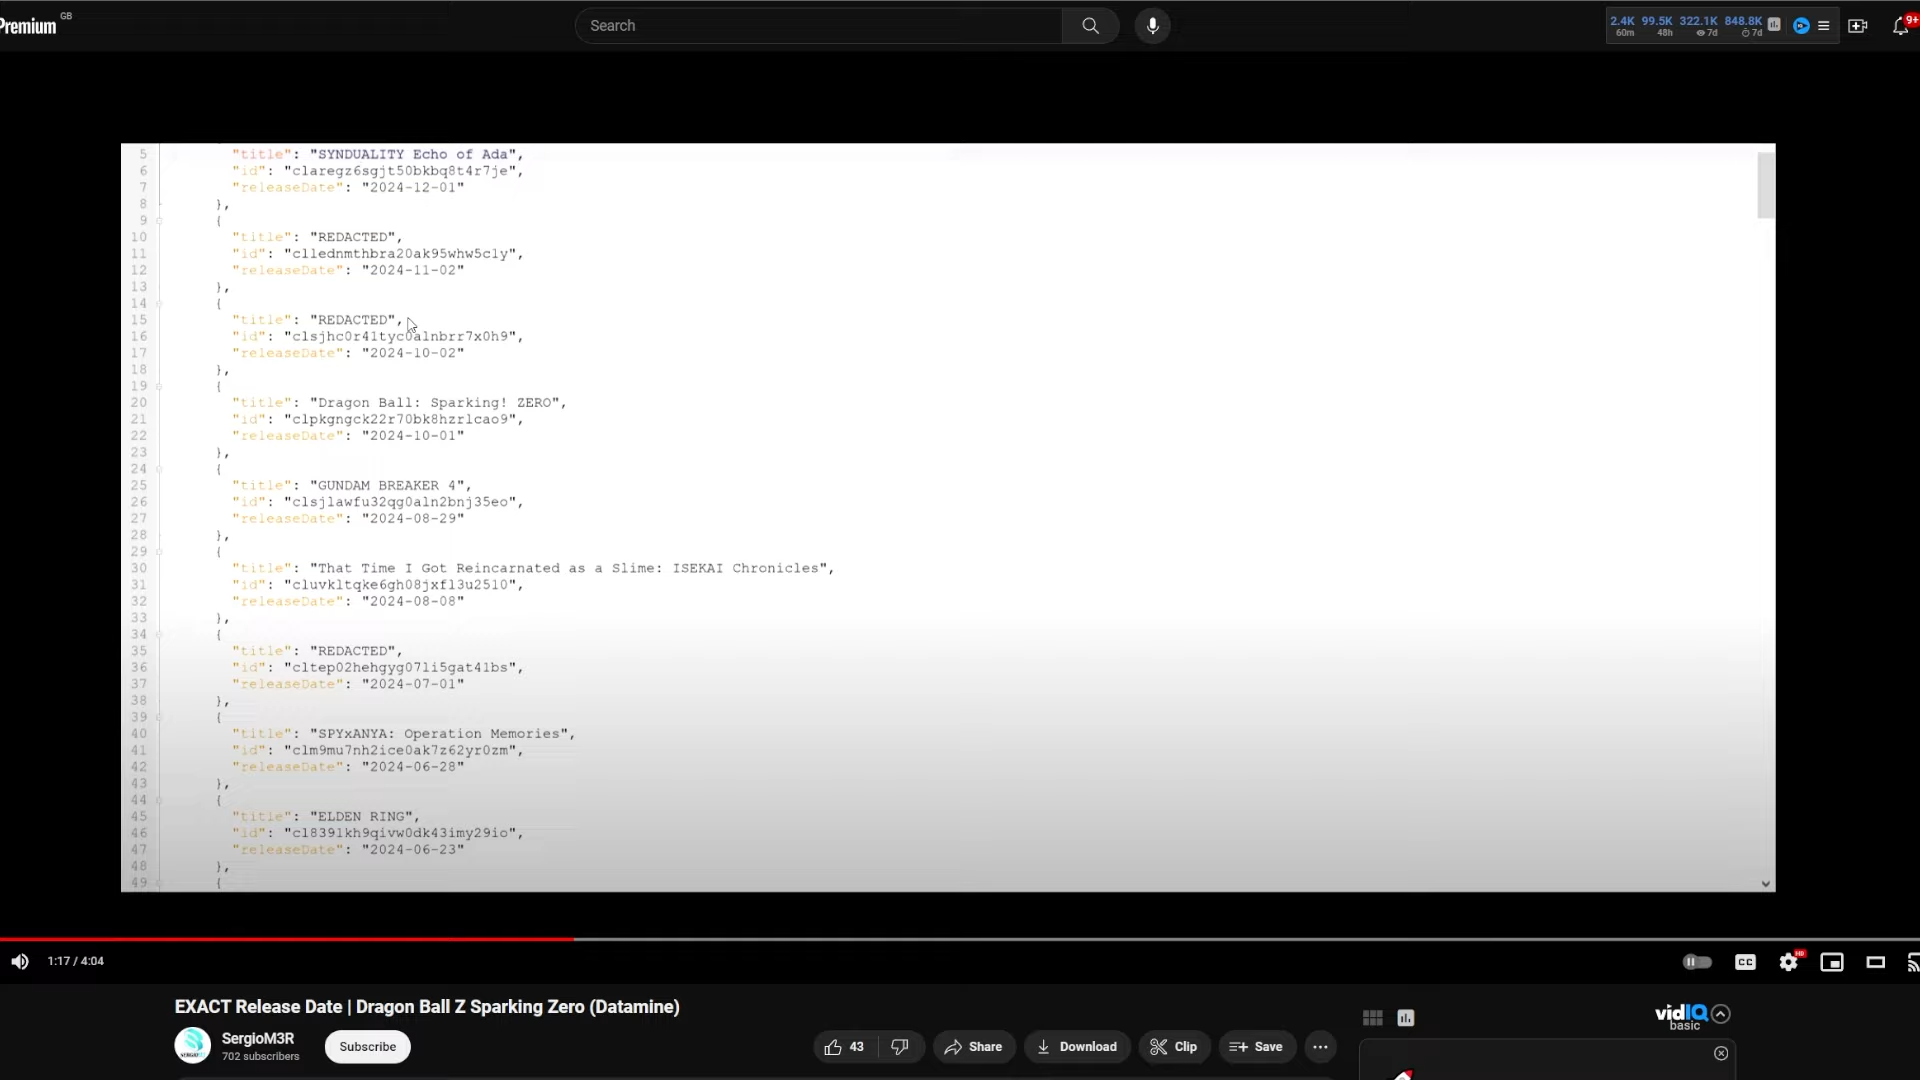 Premium GB
Search
2.4K 99.5K 322.1K 848.8K
60m 48h 7d 7d
9+
5 "title": "SYNDUALITY Echo of Ada",
6 "id": "claregz6sgjt50bkbq8t4r7je",
7 "releaseDate": "2024-12-01"
8 },
9 {
10 "title": "REDACTED",
11 "id": "cllednmthbra20ak95whw5c1y",
12 "releaseDate": "2024-11-02"
13 },
14 {
15 "title": "REDACTED",
16 "id": "clsjhc0r41tyc0alnbrr7x0h9",
17 "releaseDate": "2024-10-02"
18 },
19 {
20 "title": "Dragon Ball: Sparking! ZERO",
21 "id": "clpkgngck22r70bk8hzrlcao9",
22 "releaseDate": "2024-10-01"
23 },
24 {
25 "title": "GUNDAM BREAKER 4",
26 "id": "clsjlawfu32qg0aln2bnj35eo",
27 "releaseDate": "2024-08-29"
28 },
29 {
30 "title": "That Time I Got Reincarnated as a Slime: ISEKAI Chronicles",
31 "id": "cluvkltqke6gh08jxfl3u2510",
32 "releaseDate": "2024-08-08"
33 },
34 {
35 "title": "REDACTED",
36 "id": "cltep02hehgyg071i5gat41bs",
37 "releaseDate": "2024-07-01"
38 },
39 {
40 "title": "SPYxANYA: Operation Memories",
41 "id": "clm9mu7nh2ice0ak7z62yr0zm",
42 "releaseDate": "2024-06-28"
43 },
44 {
45 "title": "ELDEN RING",
46 "id": "cl8391kh9qivw0dk43imy29io",
47 "releaseDate": "2024-06-23"
48 },
49 {
1:17 / 4:04
CC
HD
EXACT Release Date | Dragon Ball Z Sparking Zero (Datamine)
SergioM3R
702 subscribers
Subscribe
43
Share
Download
Clip
Save
vidIQ
basic